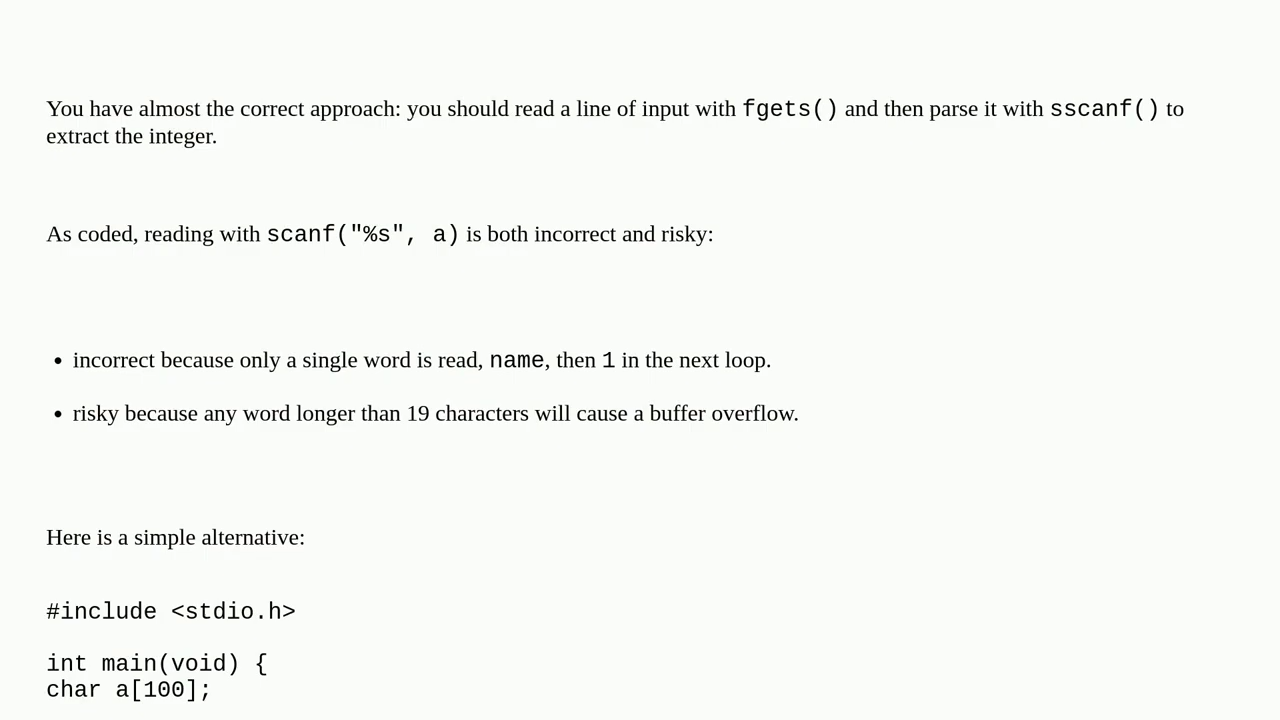 You have almost the correct approach: you should read a line of input with fgets() and then parse it with sscanf() to
extract the integer.
As coded, reading with scanf("%s", a) is both incorrect and risky:
• incorrect because only a single word is read, name, then 1 in the next loop.
• risky because any word longer than 19 characters will cause a buffer overflow.
Here is a simple alternative:
#include <stdio.h>
int main(void) {
char a[100];